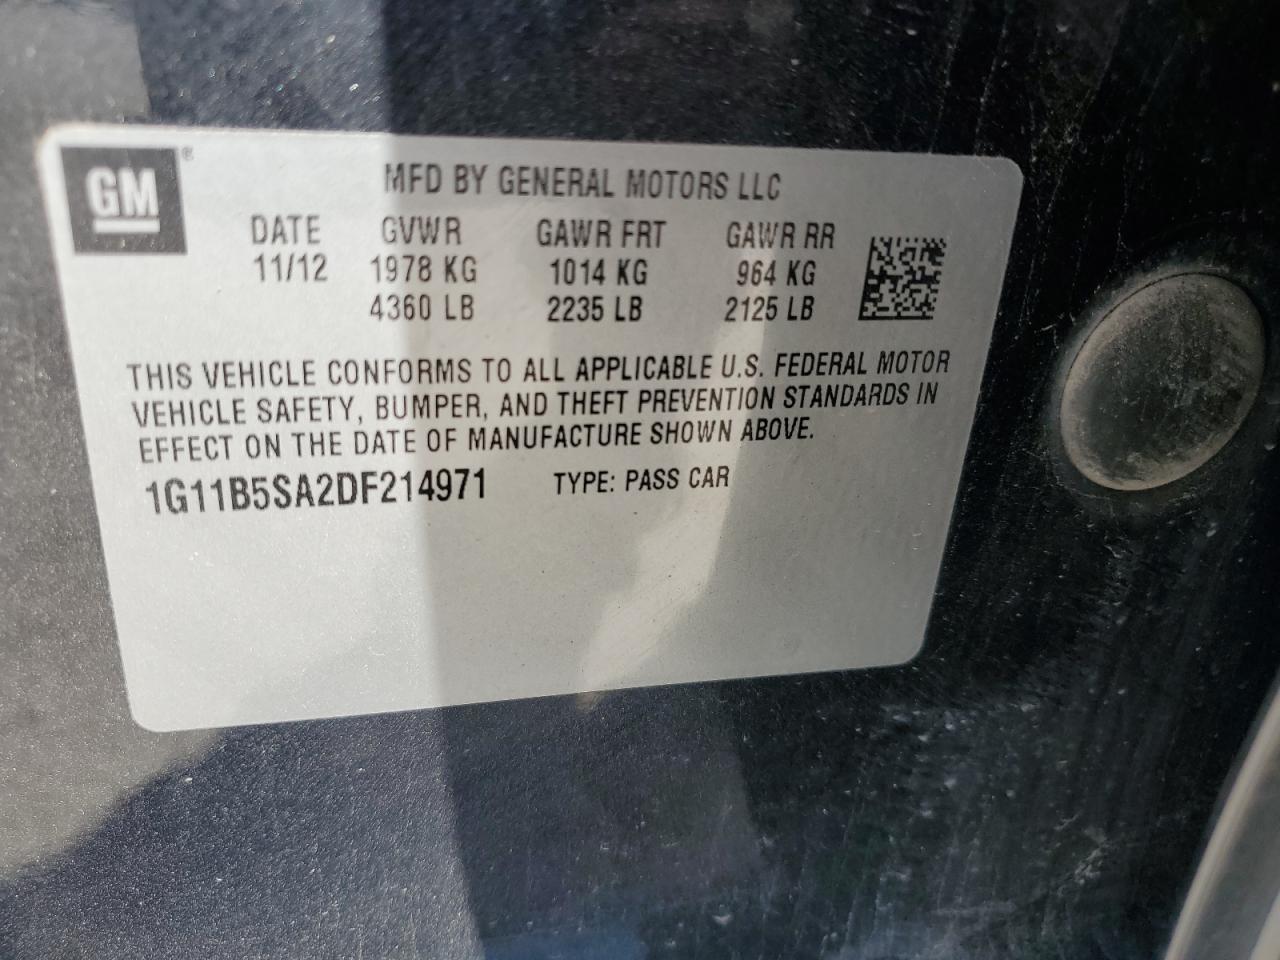 GM ®
MFD BY GENERAL MOTORS LLC
DATE GVWR GAWR FRT GAWR RR
11/12 1978 KG 1014 KG 964 KG
4360 LB 2235 LB 2125 LB
THIS VEHICLE CONFORMS TO ALL APPLICABLE U.S. FEDERAL MOTOR
VEHICLE SAFETY, BUMPER, AND THEFT PREVENTION STANDARDS IN
EFFECT ON THE DATE OF MANUFACTURE SHOWN ABOVE.
1G11B5SA2DF214971 TYPE: PASS CAR